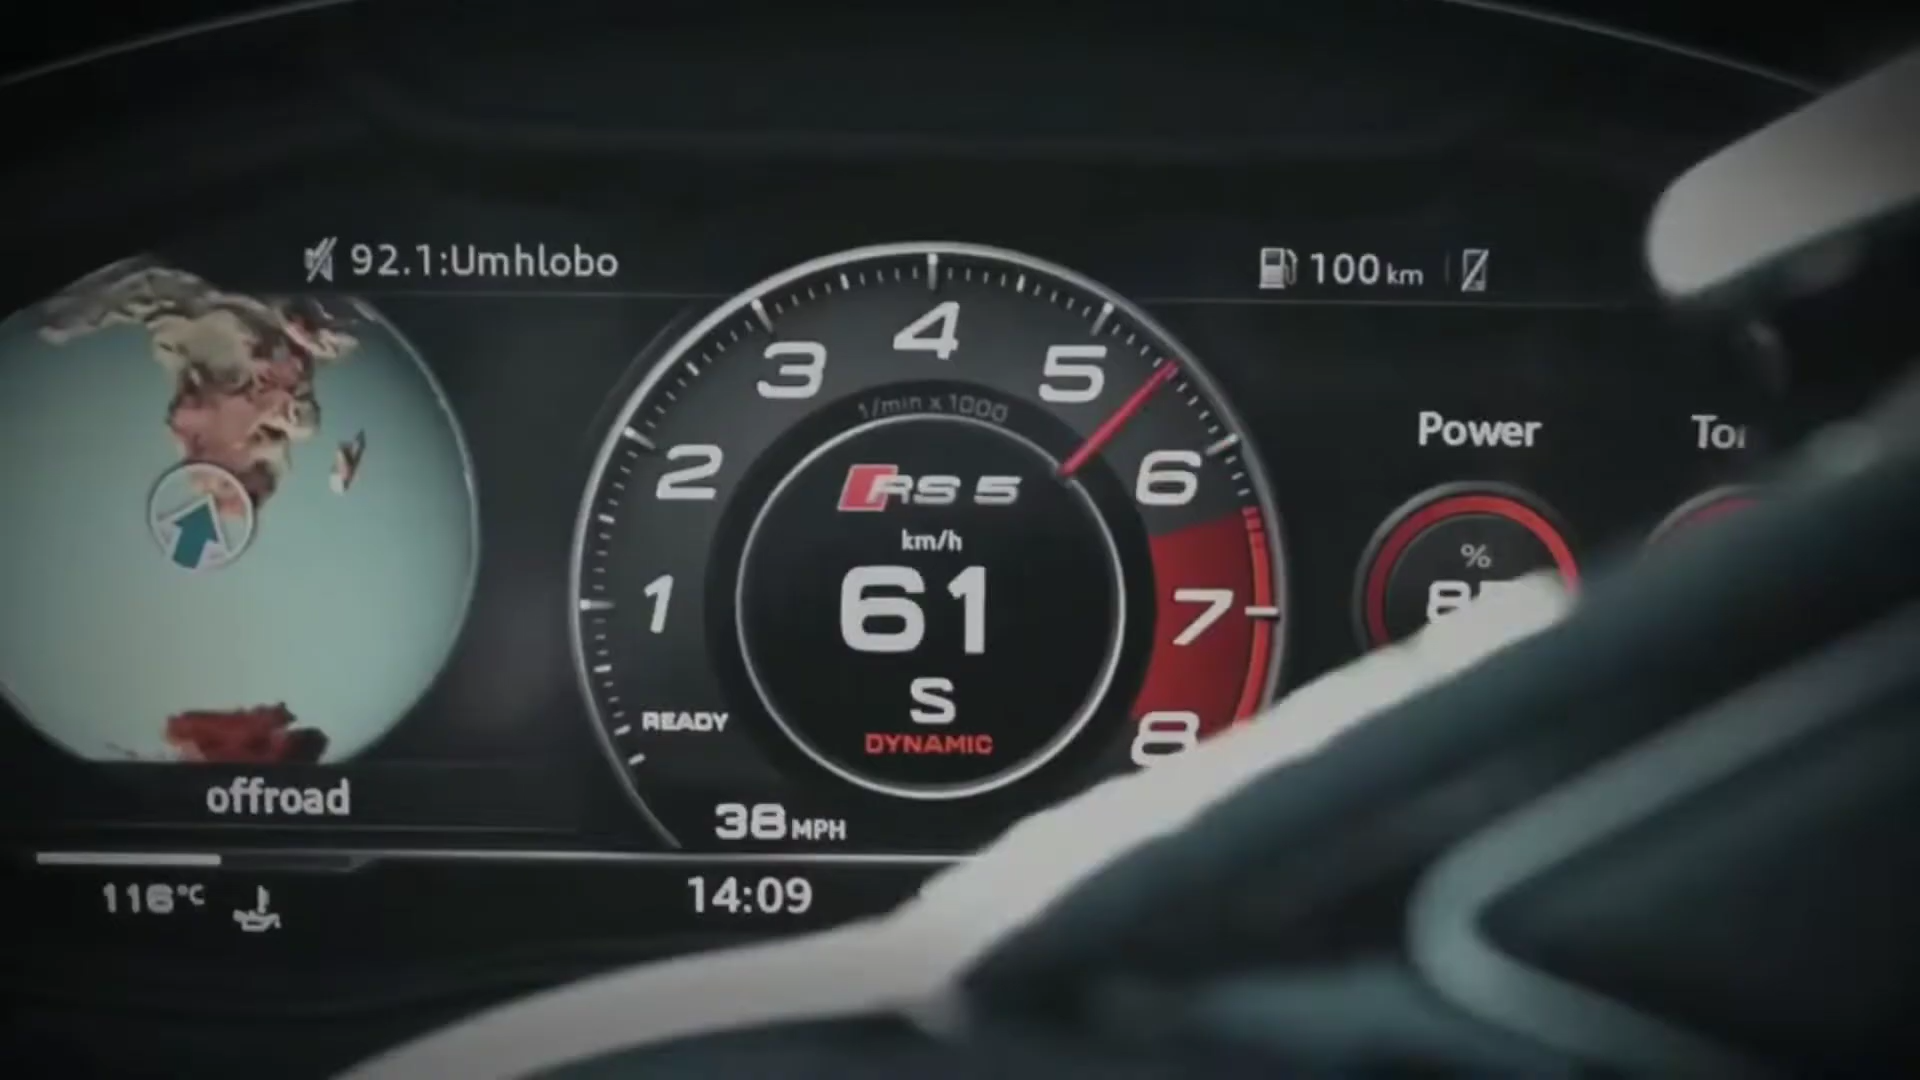 92.1:Umhlobo
100 km
1/min x 1000
1
2
3
4
5
6
7
8
READY
RS 5
km/h
61
S
DYNAMIC
38 MPH
Power
%
offroad
116°C
14:09